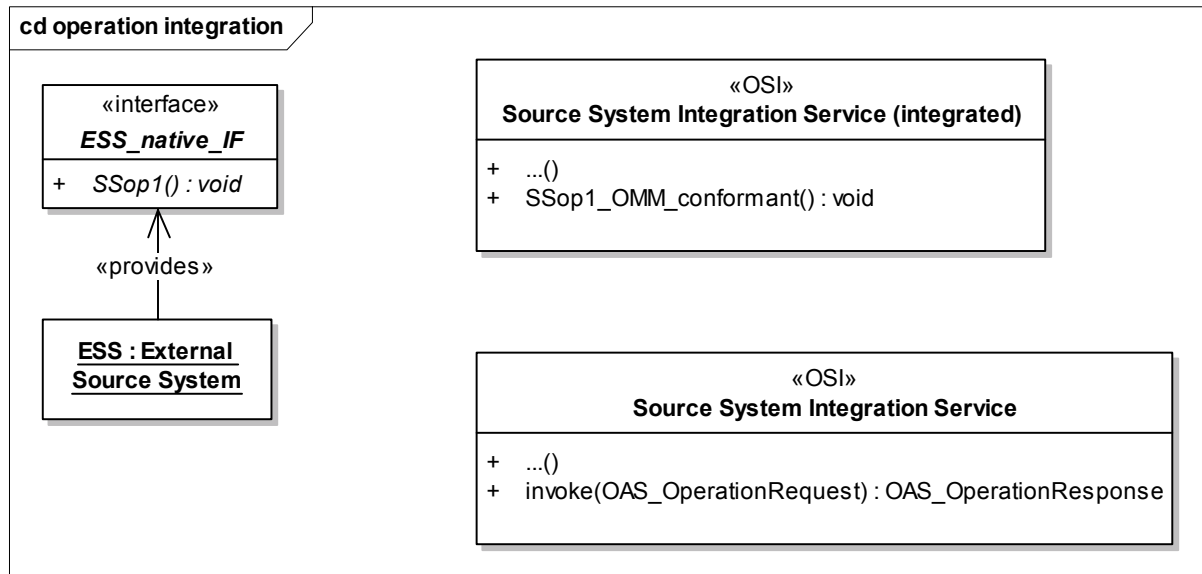 cd operation integration
«interface»
ESS_native_IF
+ SSop1() : void
«provides»
ESS : External
Source System
«OSI»
Source System Integration Service (integrated)
+ ...()
+ SSop1_OMM_conformant() : void
«OSI»
Source System Integration Service
+ ...()
+ invoke(OAS_OperationRequest) : OAS_OperationResponse